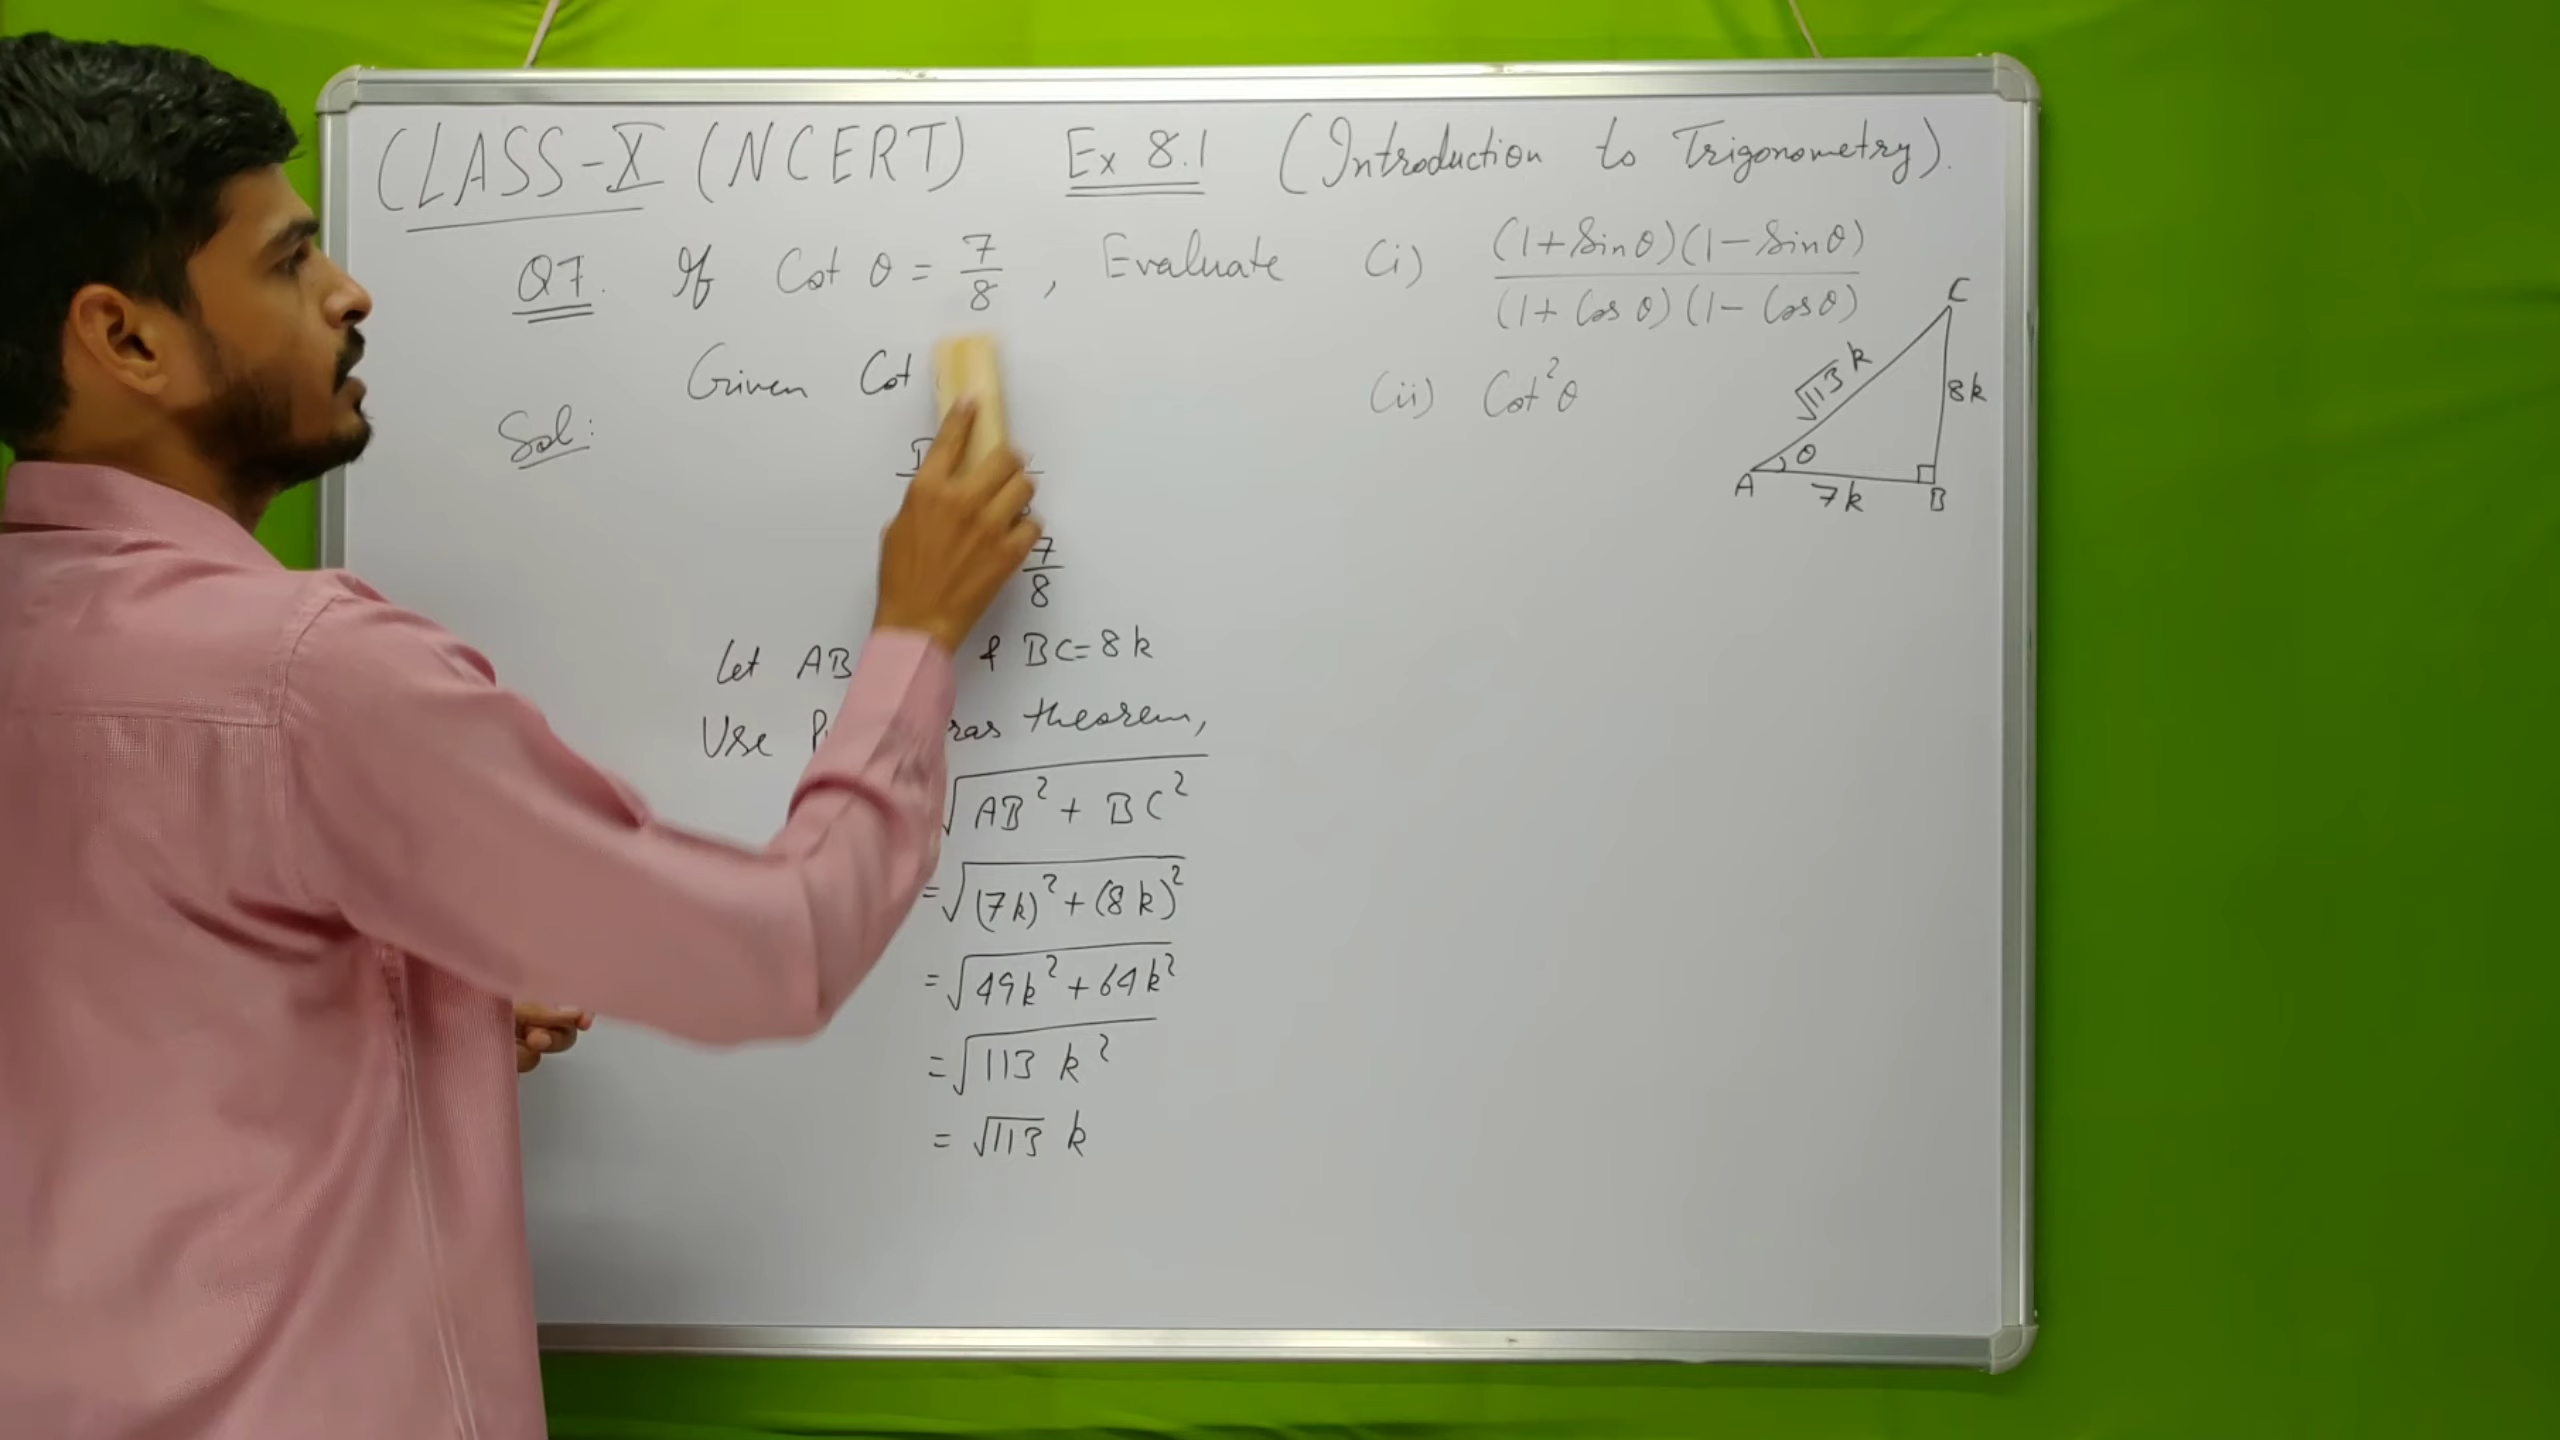 CLASS-X (NCERT) Ex 8.1 (Introduction to Trigonometry).
Q7. If Cot θ = 7/8, Evaluate (i) (1+Sinθ)(1-Sinθ)/(1+Cos θ)(1-Cosθ)
Given Cot
(ii) Cot²θ
Sol:
7/8
Let AB & BC=8k
Use theorem,
√AB² + BC²
=√(7k)²+(8k)²
=√49k²+64k²
=√113 k²
= √113 k
C
√113 k
8k
θ
A
7k
B